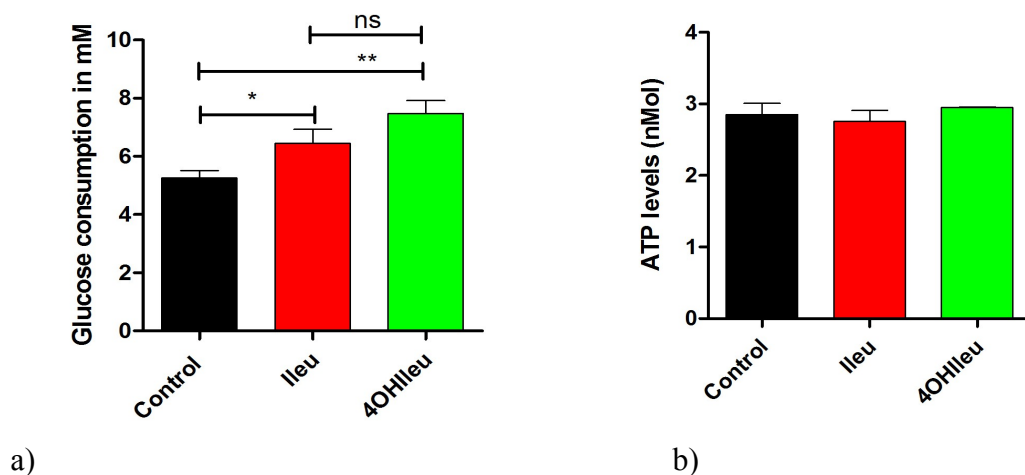 Glucose consumption in mM
10
8
6
4
2
0
ns
**
*
Control
Ileu
4OHIleu
a)
ATP levels (nMol)
4
3
2
1
0
Control
Ileu
4OHIleu
b)